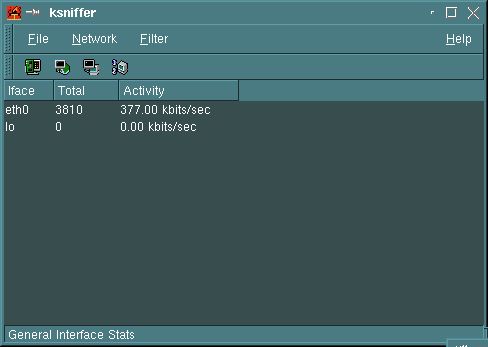 ksniffer
File Network Filter Help
Iface Total Activity
eth0 3810 377.00 kbits/sec
lo 0 0.00 kbits/sec
General Interface Stats